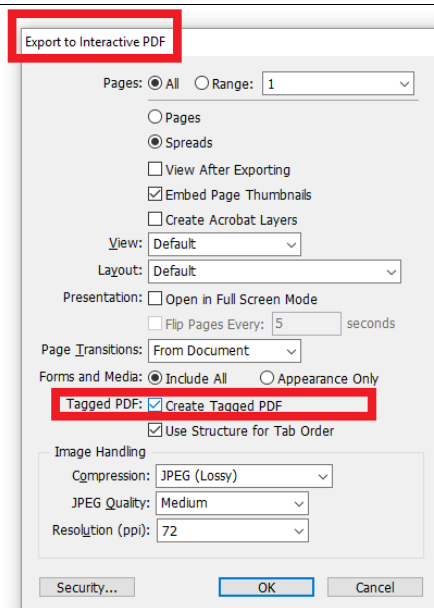 Export to Interactive PDF
Pages: All Range: 1
Pages
Spreads
View After Exporting
Embed Page Thumbnails
Create Acrobat Layers
View: Default
Layout: Default
Presentation: Open in Full Screen Mode
Flip Pages Every: 5 seconds
Page Transitions: From Document
Forms and Media: Include All Appearance Only
Tagged PDF: Create Tagged PDF
Use Structure for Tab Order
Image Handling
Compression: JPEG (Lossy)
JPEG Quality: Medium
Resolution (ppi): 72
Security... OK Cancel